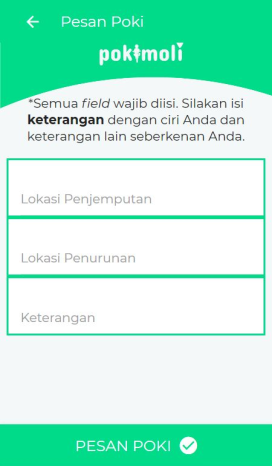 Pesan Poki
pokimoli
*Semua field wajib diisi. Silakan isi
keterangan dengan ciri Anda dan
keterangan lain seberkenan Anda.
Lokasi Penjemputan
Lokasi Penurunan
Keterangan
PESAN POKI